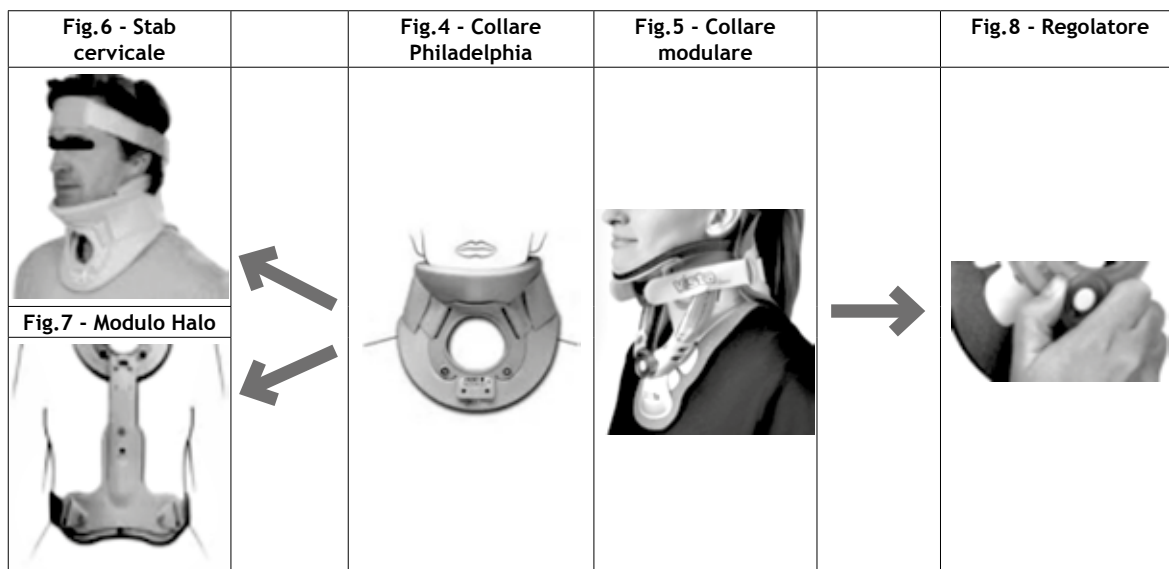 Fig.6 - Stab
cervicale
Fig.4 - Collare
Philadelphia
Fig.5 - Collare
modulare
Fig.8 - Regolatore
Fig.7 - Modulo Halo